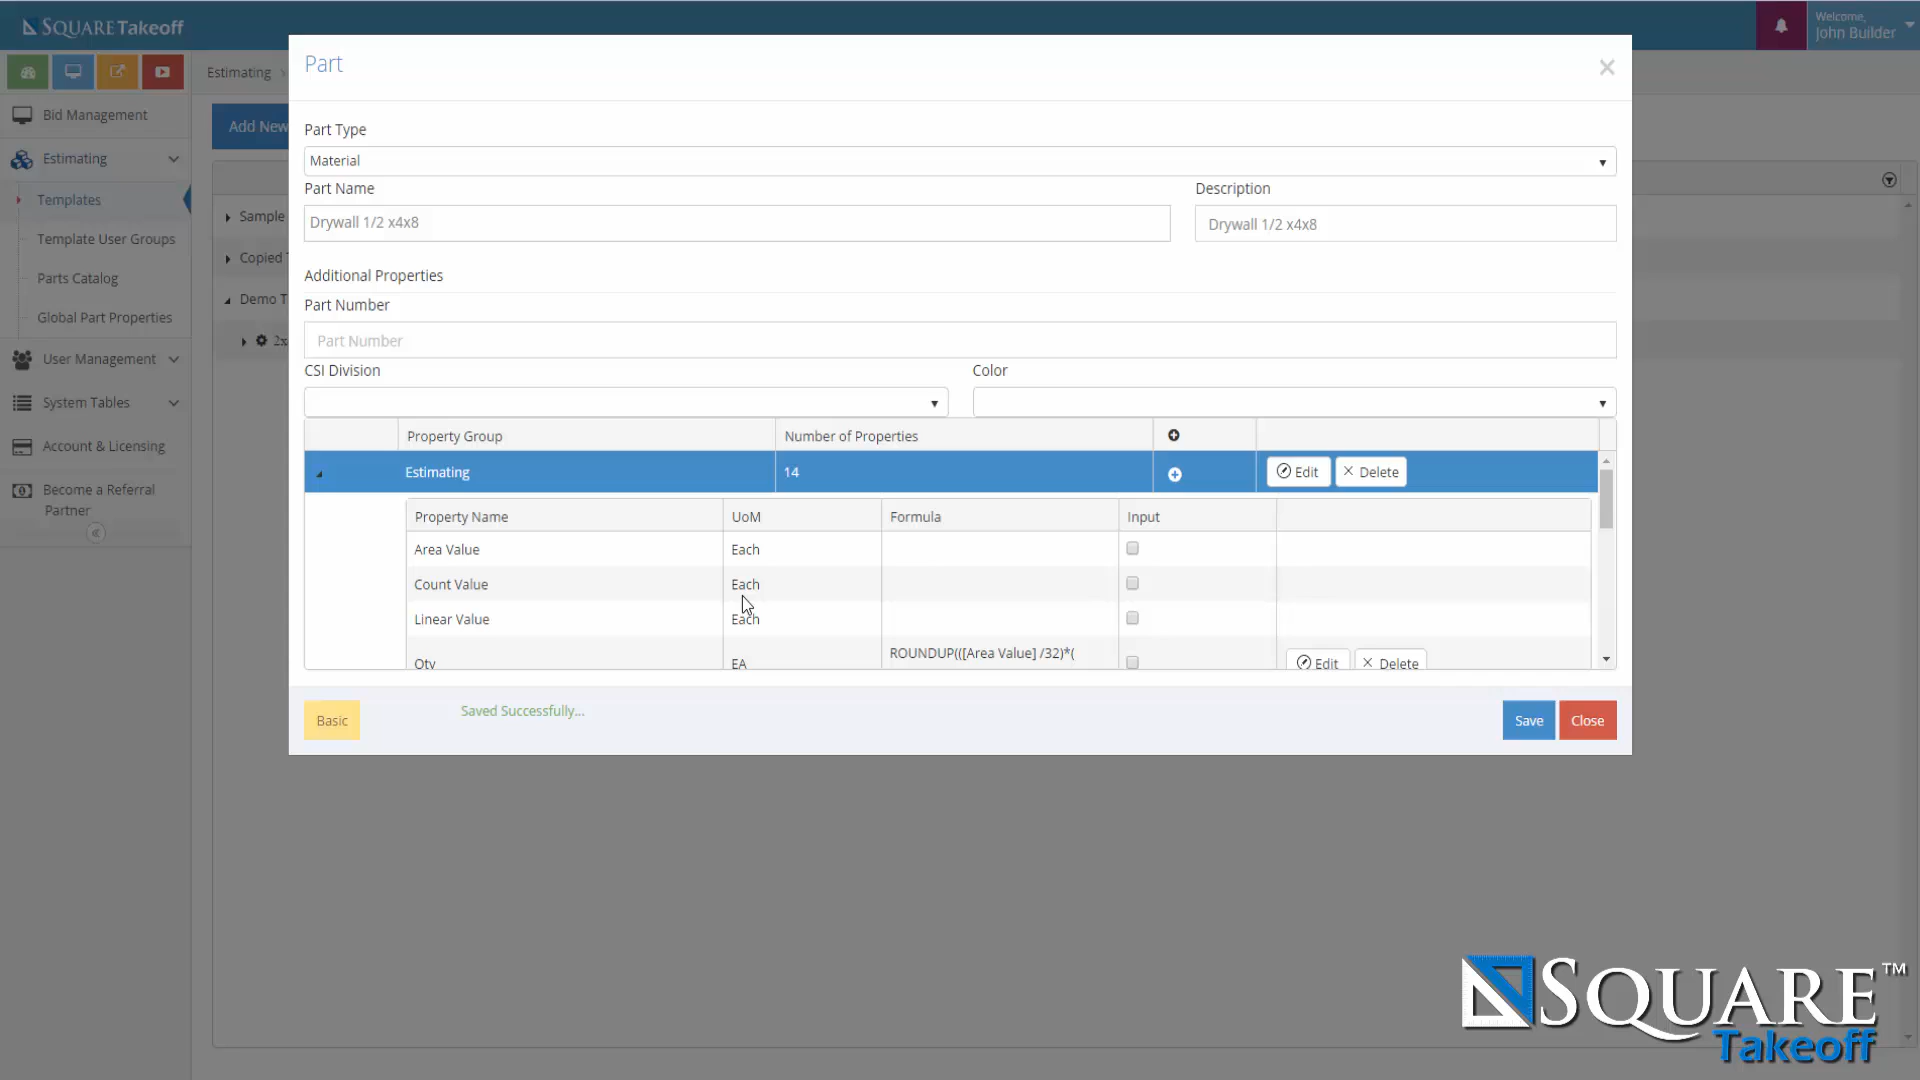 SQUARE Takeoff
Welcome,
John Builder
Estimating
Bid Management
Estimating
Templates
Template User Groups
Parts Catalog
Global Part Properties
User Management
System Tables
Account & Licensing
Become a Referral
Partner
Add New
Sample
Copied T
Demo T
2x
Part
Part Type
Material
Part Name
Description
Drywall 1/2 x4x8
Drywall 1/2 x4x8
Additional Properties
Part Number
Part Number
CSI Division
Color
Property Group Number of Properties
Estimating 14 Edit Delete
Property Name UoM Formula Input
Area Value Each
Count Value Each
Linear Value Each
Qty EA ROUNDUP(([Area Value] /32)*( Edit Delete
Basic
Saved Successfully...
Save
Close
SQUARE™
Takeoff